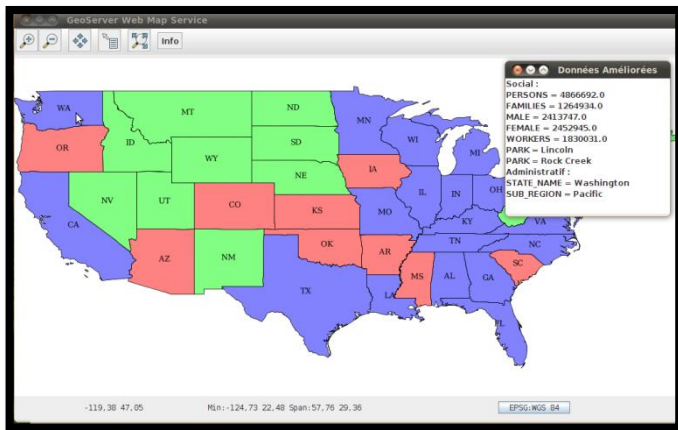 GeoServer Web Map Service
Info
Données Améliorées
Social :
PERSONS = 4866692.0
FAMILIES = 1264934.0
MALE = 2413747.0
FEMALE = 2452945.0
WORKERS = 1830031.0
PARK = Lincoln
PARK = Rock Creek
Administratif :
STATE_NAME = Washington
SUB_REGION = Pacific
WA
MT
ND
MN
OR
ID
SD
WI
MI
WY
IA
NE
NV
UT
CO
KS
MO
IL
IN
OH
CA
KY
VA
AZ
NM
OK
AR
TN
NC
SC
MS
AL
GA
TX
LA
FL
-119,38 47,05
Min:-124,73 22,48 Span:57,76 29,36
EPSG:WGS 84